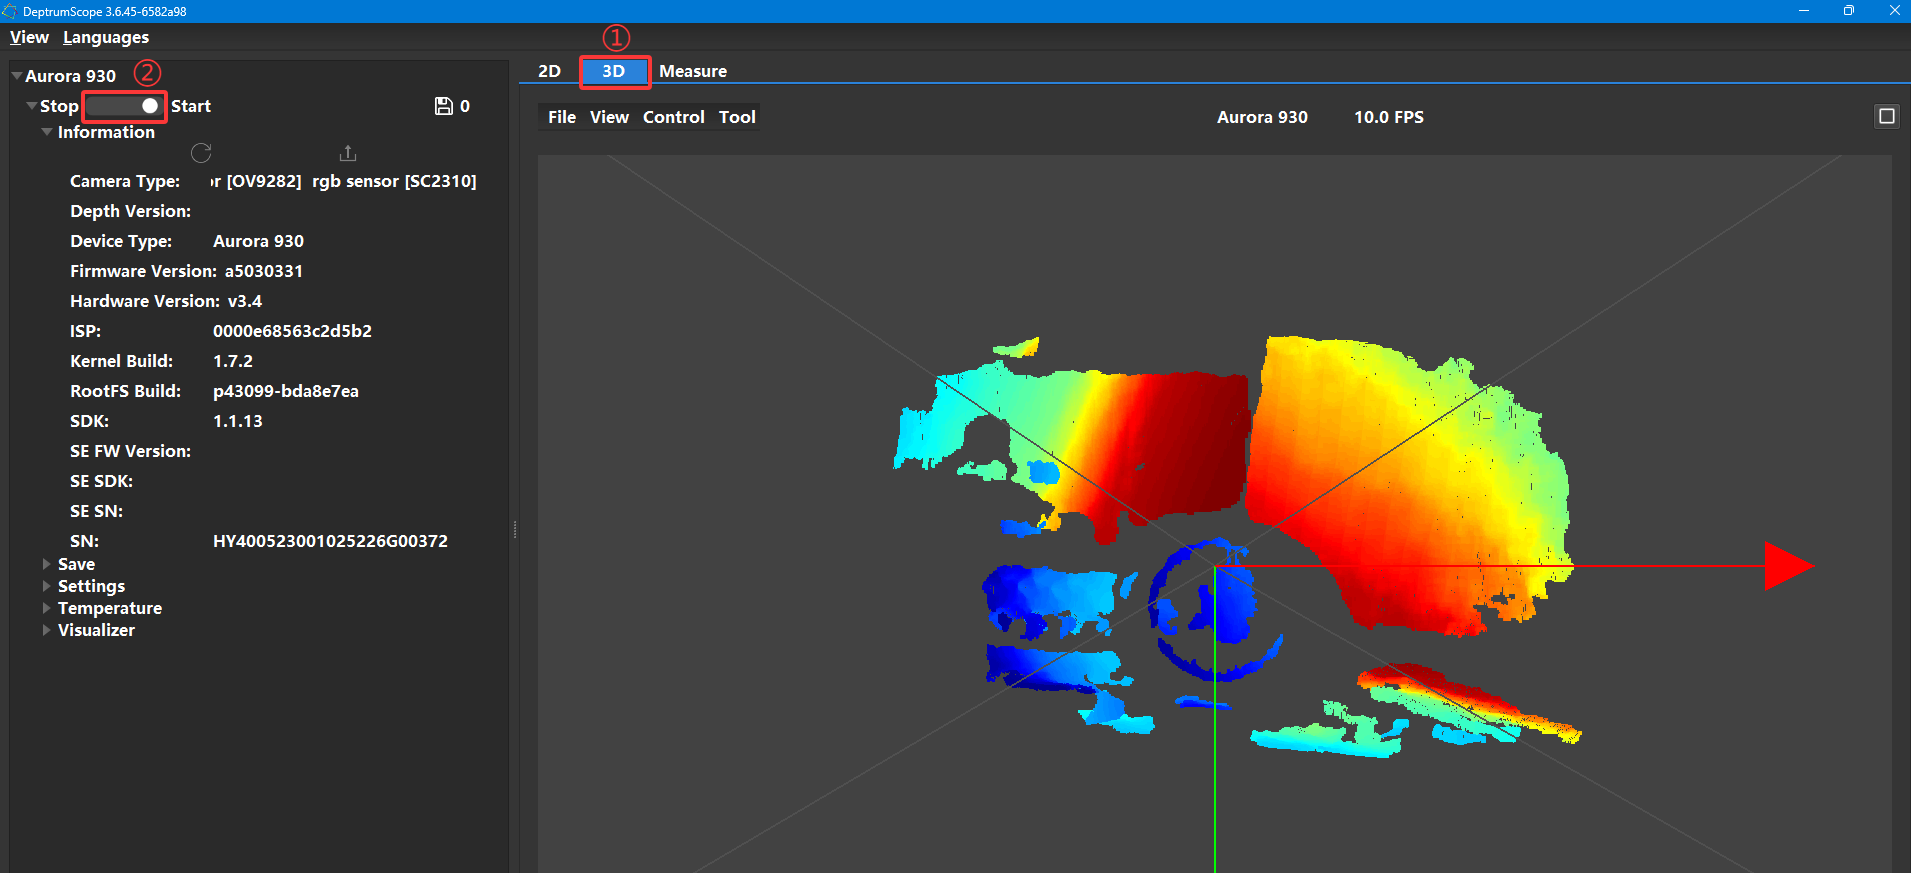 DeptrumScope 3.6.45-6582a98
View Languages
①
Aurora 930 ②
2D 3D Measure
Stop Start 0
File View Control Tool Aurora 930 10.0 FPS
Information
Camera Type: or [OV9282] rgb sensor [SC2310]
Depth Version:
Device Type: Aurora 930
Firmware Version: a5030331
Hardware Version: v3.4
ISP: 0000e68563c2d5b2
Kernel Build: 1.7.2
RootFS Build: p43099-bda8e7ea
SDK: 1.1.13
SE FW Version:
SE SDK:
SE SN:
SN: HY400523001025226G00372
Save
Settings
Temperature
Visualizer